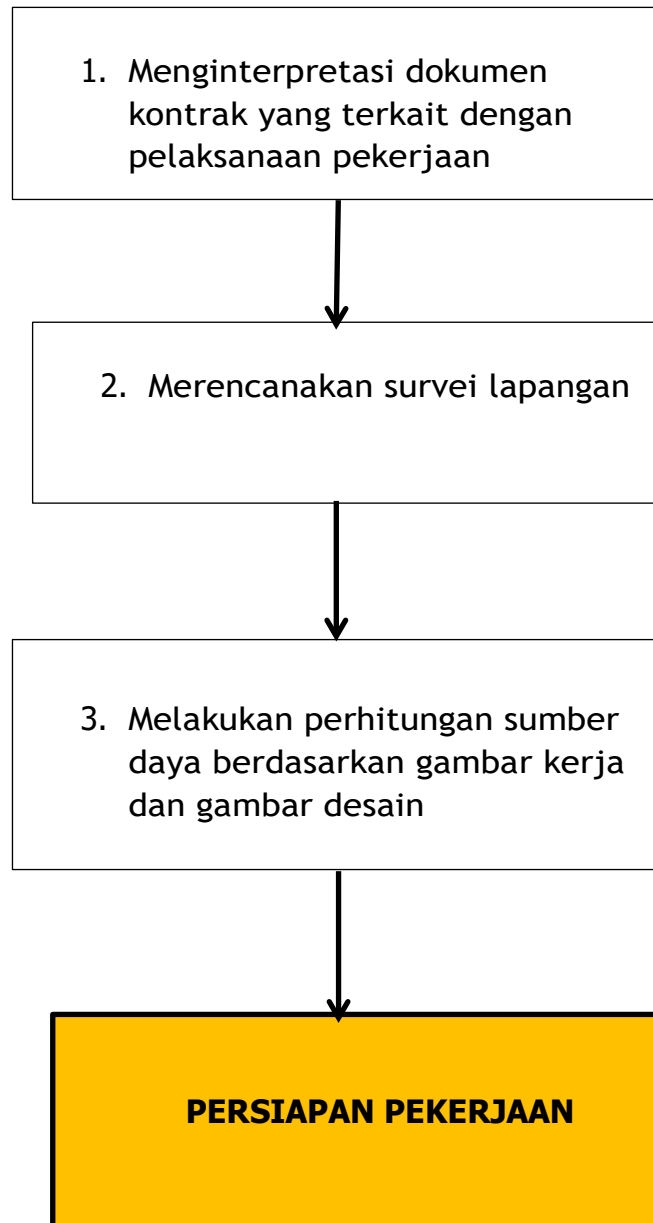 1. Menginterpretasi dokumen
kontrak yang terkait dengan
pelaksanaan pekerjaan
2. Merencanakan survei lapangan
3. Melakukan perhitungan sumber
daya berdasarkan gambar kerja
dan gambar desain
PERSIAPAN PEKERJAAN